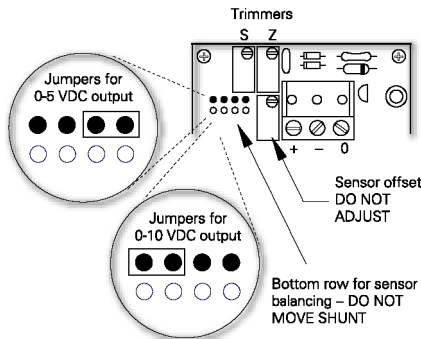 Trimmers
S Z
Jumpers for
0-5 VDC output
+ − 0
Sensor offset
DO NOT
ADJUST
Jumpers for
0-10 VDC output
Bottom row for sensor
balancing – DO NOT
MOVE SHUNT